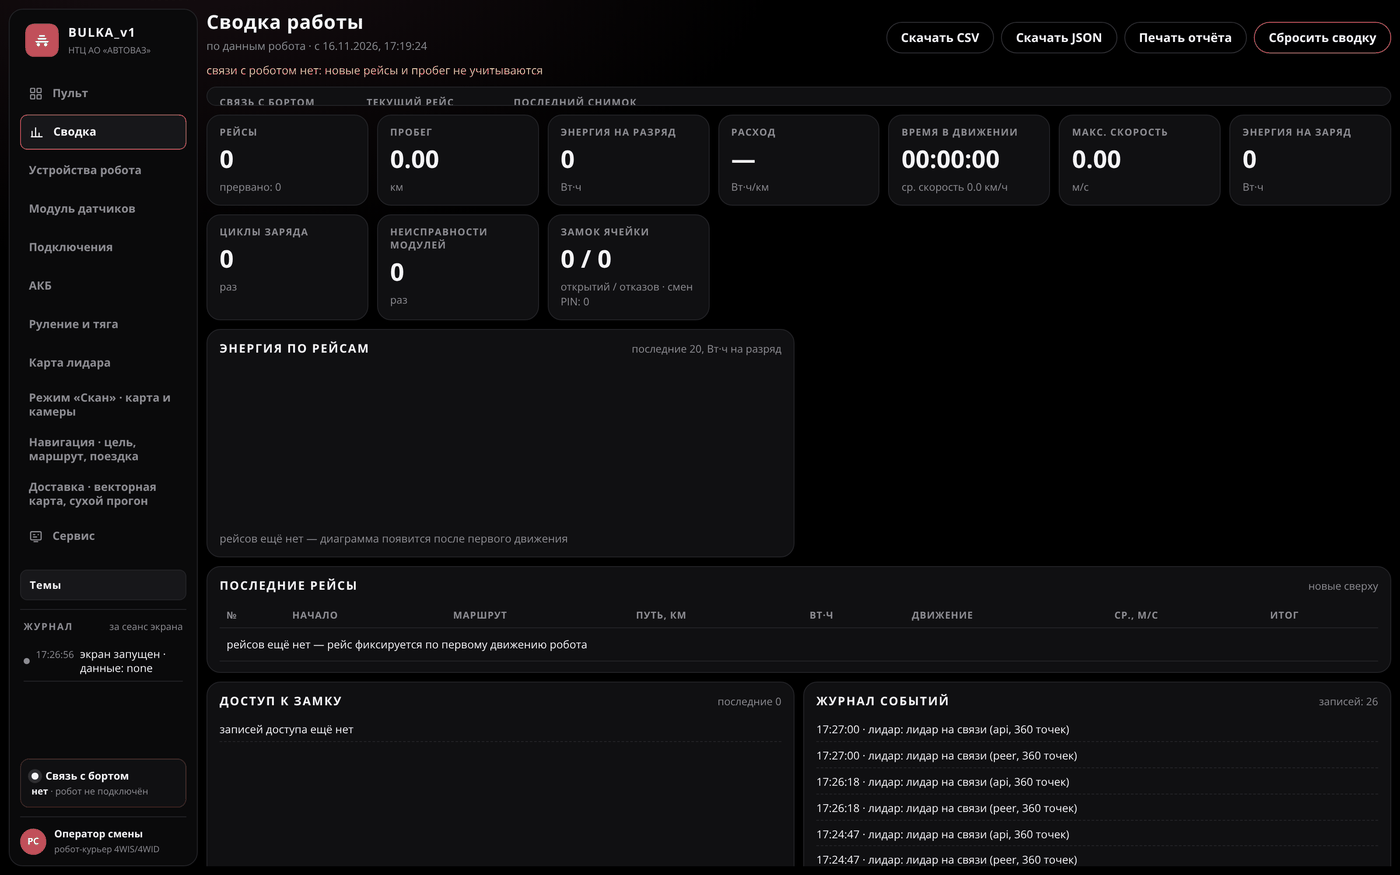 BULKA_v1
НТЦ АО «АВТОВАЗ»
Пульт
Сводка
Устройства робота
Модуль датчиков
Подключения
АКБ
Руление и тяга
Карта лидара
Режим «Скан» · карта и
камеры
Навигация · цель,
маршрут, поездка
Доставка · векторная
карта, сухой прогон
Сервис
Темы
ЖУРНАЛ за сеанс экрана
17:26:56 экран запущен ·
данные: none
Связь с бортом
нет · робот не подключён
РС
Оператор смены
робот-курьер 4WIS/4WID
Сводка работы
по данным робота · с 16.11.2026, 17:19:24
связи с роботом нет: новые рейсы и пробег не учитываются
Скачать CSV
Скачать JSON
Печать отчёта
Сбросить сводку
СВЯЗЬ С БОРТОМ ТЕКУЩИЙ РЕЙС ПОСЛЕДНИЙ СНИМОК
РЕЙСЫ
0
прервано: 0
ПРОБЕГ
0.00
км
ЭНЕРГИЯ НА РАЗРЯД
0
Вт·ч
РАСХОД
—
Вт·ч/км
ВРЕМЯ В ДВИЖЕНИИ
00:00:00
ср. скорость 0.0 км/ч
МАКС. СКОРОСТЬ
0.00
м/с
ЭНЕРГИЯ НА ЗАРЯД
0
Вт·ч
ЦИКЛЫ ЗАРЯДА
0
раз
НЕИСПРАВНОСТИ
МОДУЛЕЙ
0
раз
ЗАМОК ЯЧЕЙКИ
0 / 0
открытий / отказов · смен
PIN: 0
ЭНЕРГИЯ ПО РЕЙСАМ последние 20, Вт·ч на разряд
рейсов ещё нет — диаграмма появится после первого движения
ПОСЛЕДНИЕ РЕЙСЫ новые сверху
№ НАЧАЛО МАРШРУТ ПУТЬ, КМ ВТ·Ч ДВИЖЕНИЕ СР., М/С ИТОГ
рейсов ещё нет — рейс фиксируется по первому движению робота
ДОСТУП К ЗАМКУ последние 0
записей доступа ещё нет
ЖУРНАЛ СОБЫТИЙ записей: 26
17:27:00 · лидар: лидар на связи (api, 360 точек)
17:27:00 · лидар: лидар на связи (peer, 360 точек)
17:26:18 · лидар: лидар на связи (api, 360 точек)
17:26:18 · лидар: лидар на связи (peer, 360 точек)
17:24:47 · лидар: лидар на связи (api, 360 точек)
17:24:47 · лидар: лидар на связи (peer, 360 точек)